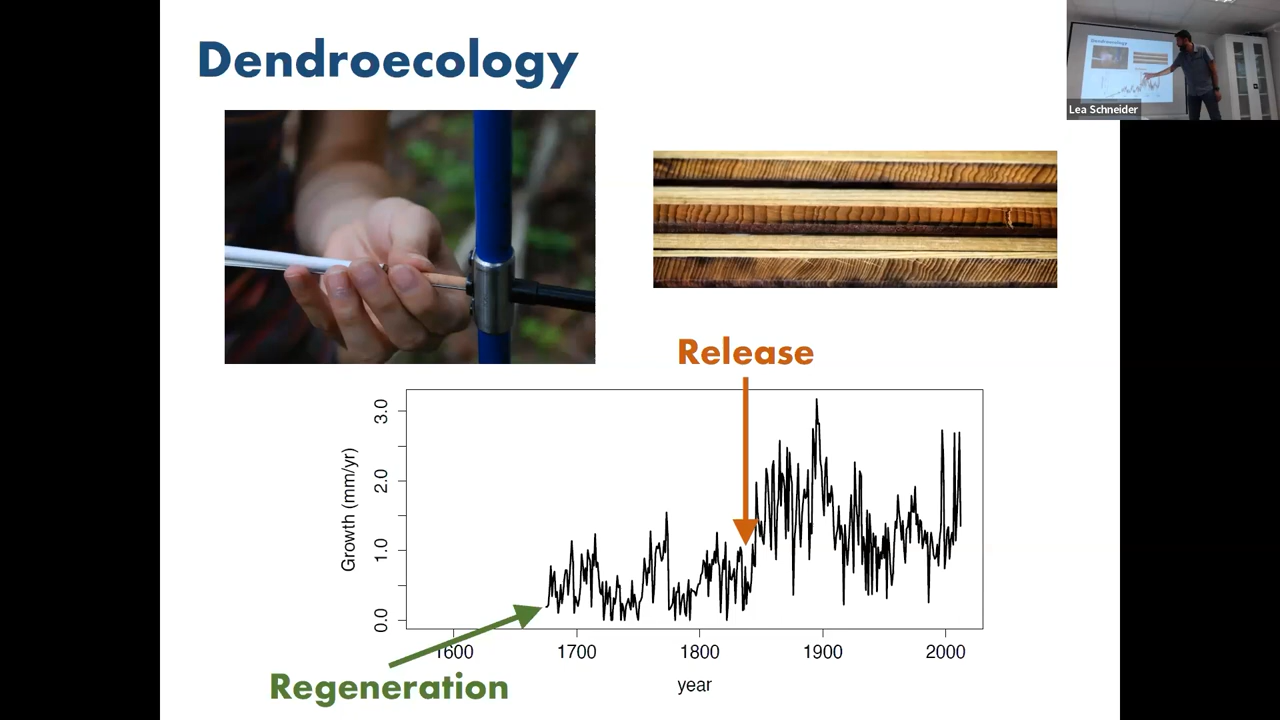 Dendroecology
Lea Schneider
Release
Growth (mm/yr)
3.0
2.0
1.0
0.0
1600 1700 1800 1900 2000
year
Regeneration